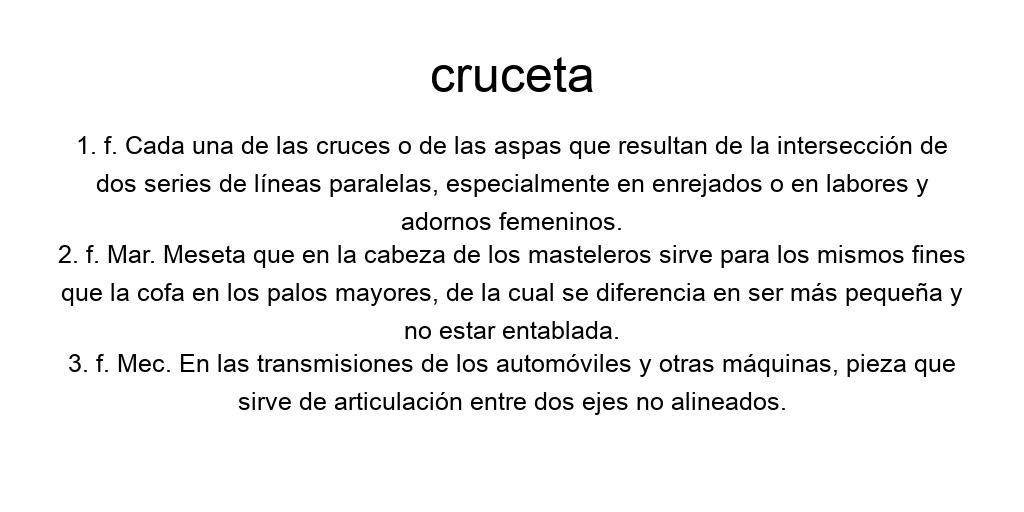 cruceta
1. f. Cada una de las cruces o de las aspas que resultan de la intersección de
dos series de líneas paralelas, especialmente en enrejados o en labores y
adornos femeninos.
2. f. Mar. Meseta que en la cabeza de los masteleros sirve para los mismos fines
que la cofa en los palos mayores, de la cual se diferencia en ser más pequeña y
no estar entablada.
3. f. Mec. En las transmisiones de los automóviles y otras máquinas, pieza que
sirve de articulación entre dos ejes no alineados.